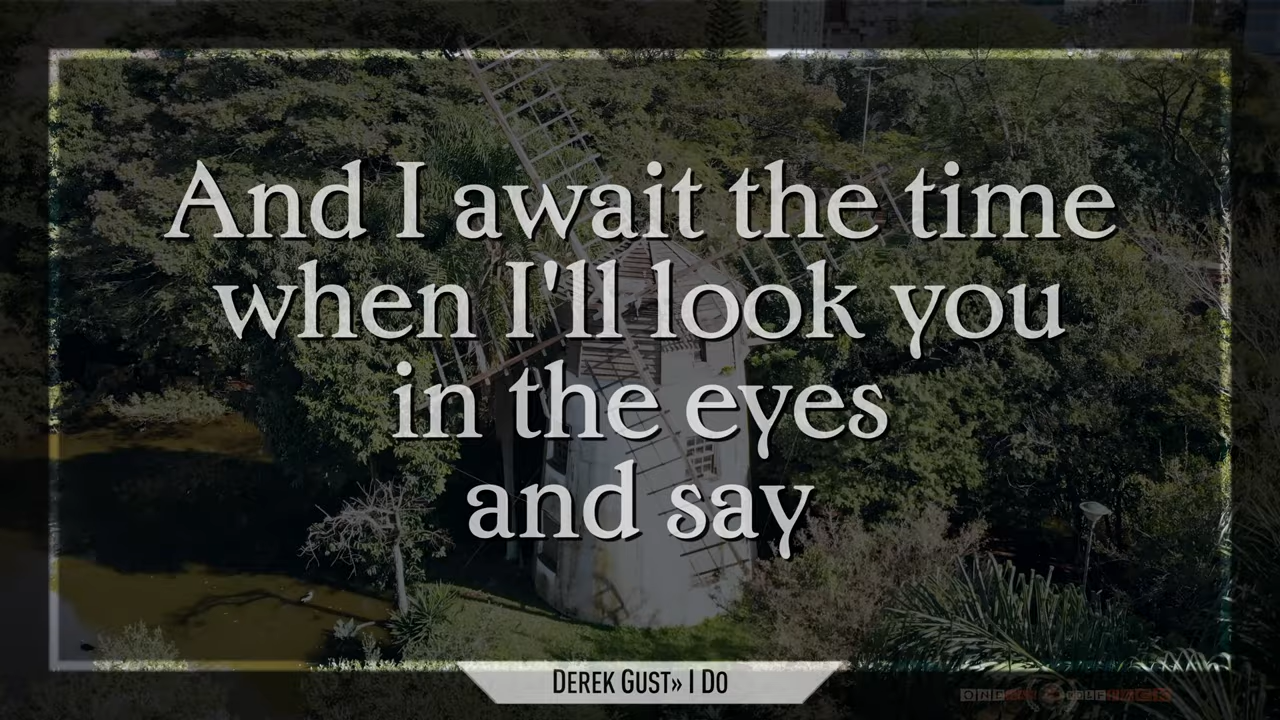 And I await the time
when I'll look you
in the eyes
and say
DEREK GUST» I DO